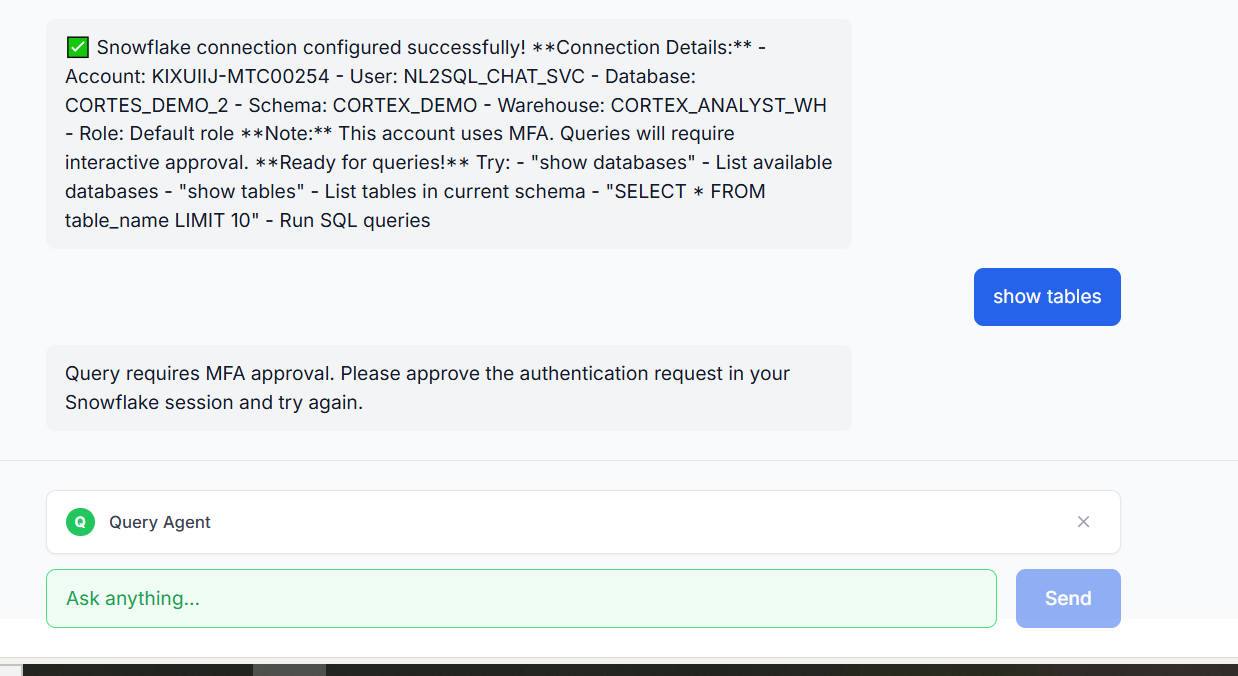 ✅ Snowflake connection configured successfully! **Connection Details:** -
Account: KIXUIIJ-MTC00254 - User: NL2SQL_CHAT_SVC - Database:
CORTES_DEMO_2 - Schema: CORTEX_DEMO - Warehouse: CORTEX_ANALYST_WH
- Role: Default role **Note:** This account uses MFA. Queries will require
interactive approval. **Ready for queries!** Try: - "show databases" - List available
databases - "show tables" - List tables in current schema - "SELECT * FROM
table_name LIMIT 10" - Run SQL queries
show tables
Query requires MFA approval. Please approve the authentication request in your
Snowflake session and try again.
Q Query Agent
Ask anything...
Send